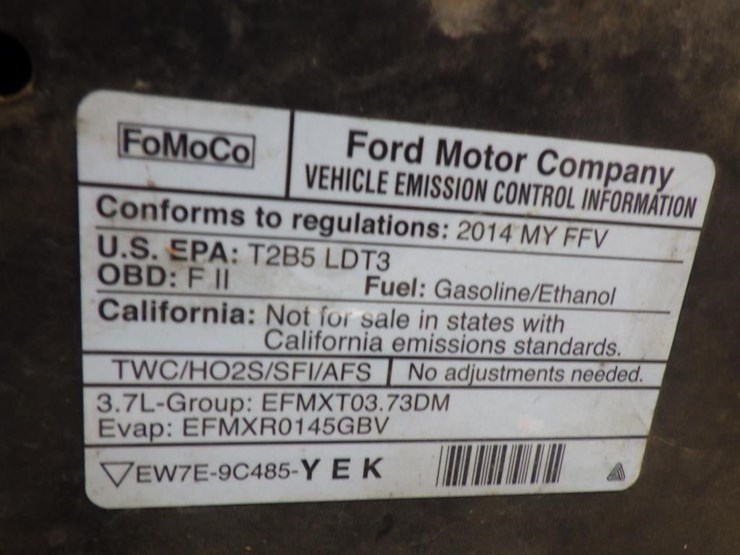 FoMoCo
Ford Motor Company
VEHICLE EMISSION CONTROL INFORMATION
Conforms to regulations: 2014 MY FFV
U.S. EPA: T2B5 LDT3
OBD: F II Fuel: Gasoline/Ethanol
California: Not for sale in states with
California emissions standards.
TWC/HO2S/SFI/AFS No adjustments needed.
3.7L-Group: EFMXT03.73DM
Evap: EFMXR0145GBV
EW7E-9C485-YEK